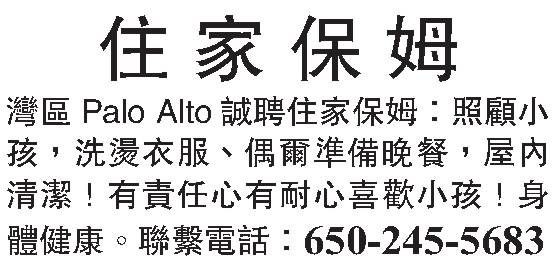 住家保姆
灣區 Palo Alto 誠聘住家保姆：照顧小
孩，洗燙衣服、偶爾準備晚餐，屋內
清潔！有責任心有耐心喜歡小孩！身
體健康。聯繫電話：650-245-5683